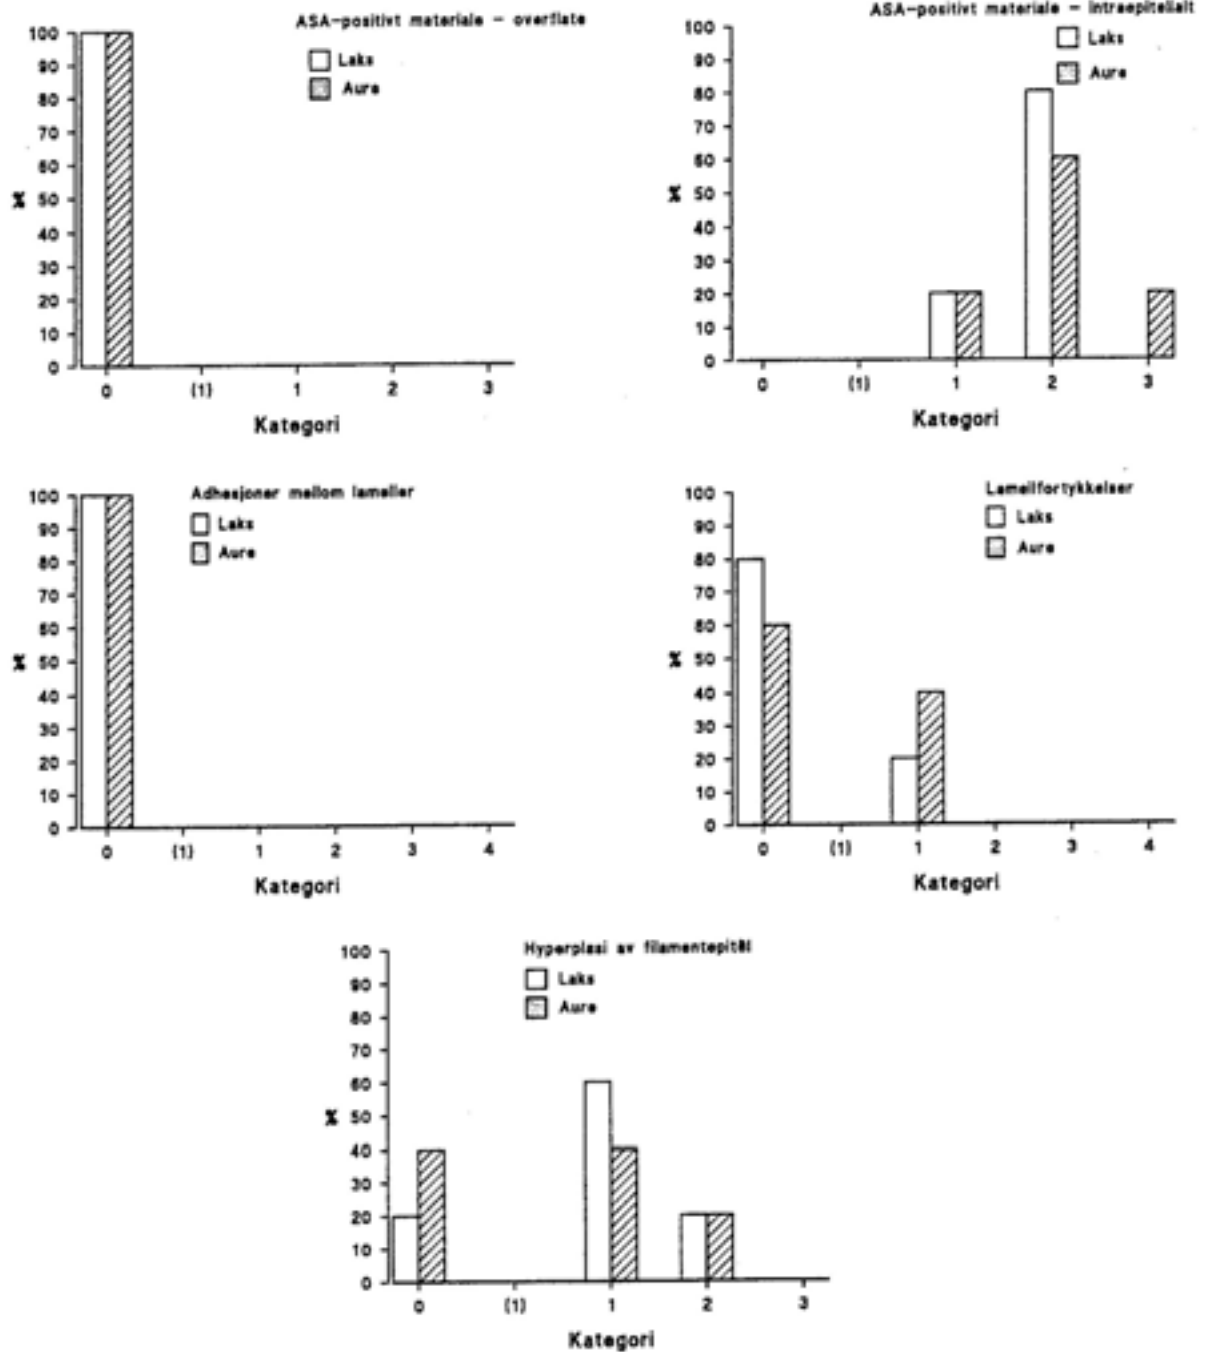 ASA-positivt materiale - overflate
Laks
Aure
100
90
80
70
60
50
40
30
20
10
0
%
0 (1) 1 2 3
Kategori
ASA-positivt materiale - intraepitelialt
Laks
Aure
100
90
80
70
60
50
40
30
20
10
0
%
0 (1) 1 2 3
Kategori
Adhesjoner mellom lameller
Laks
Aure
100
90
80
70
60
50
40
30
20
10
0
%
0 (1) 1 2 3 4
Kategori
Lamellfortykkelser
Laks
Aure
100
90
80
70
60
50
40
30
20
10
0
%
0 (1) 1 2 3 4
Kategori
Hyperplasi av filamentepitel
Laks
Aure
100
90
80
70
60
50
40
30
20
10
0
%
0 (1) 1 2 3
Kategori